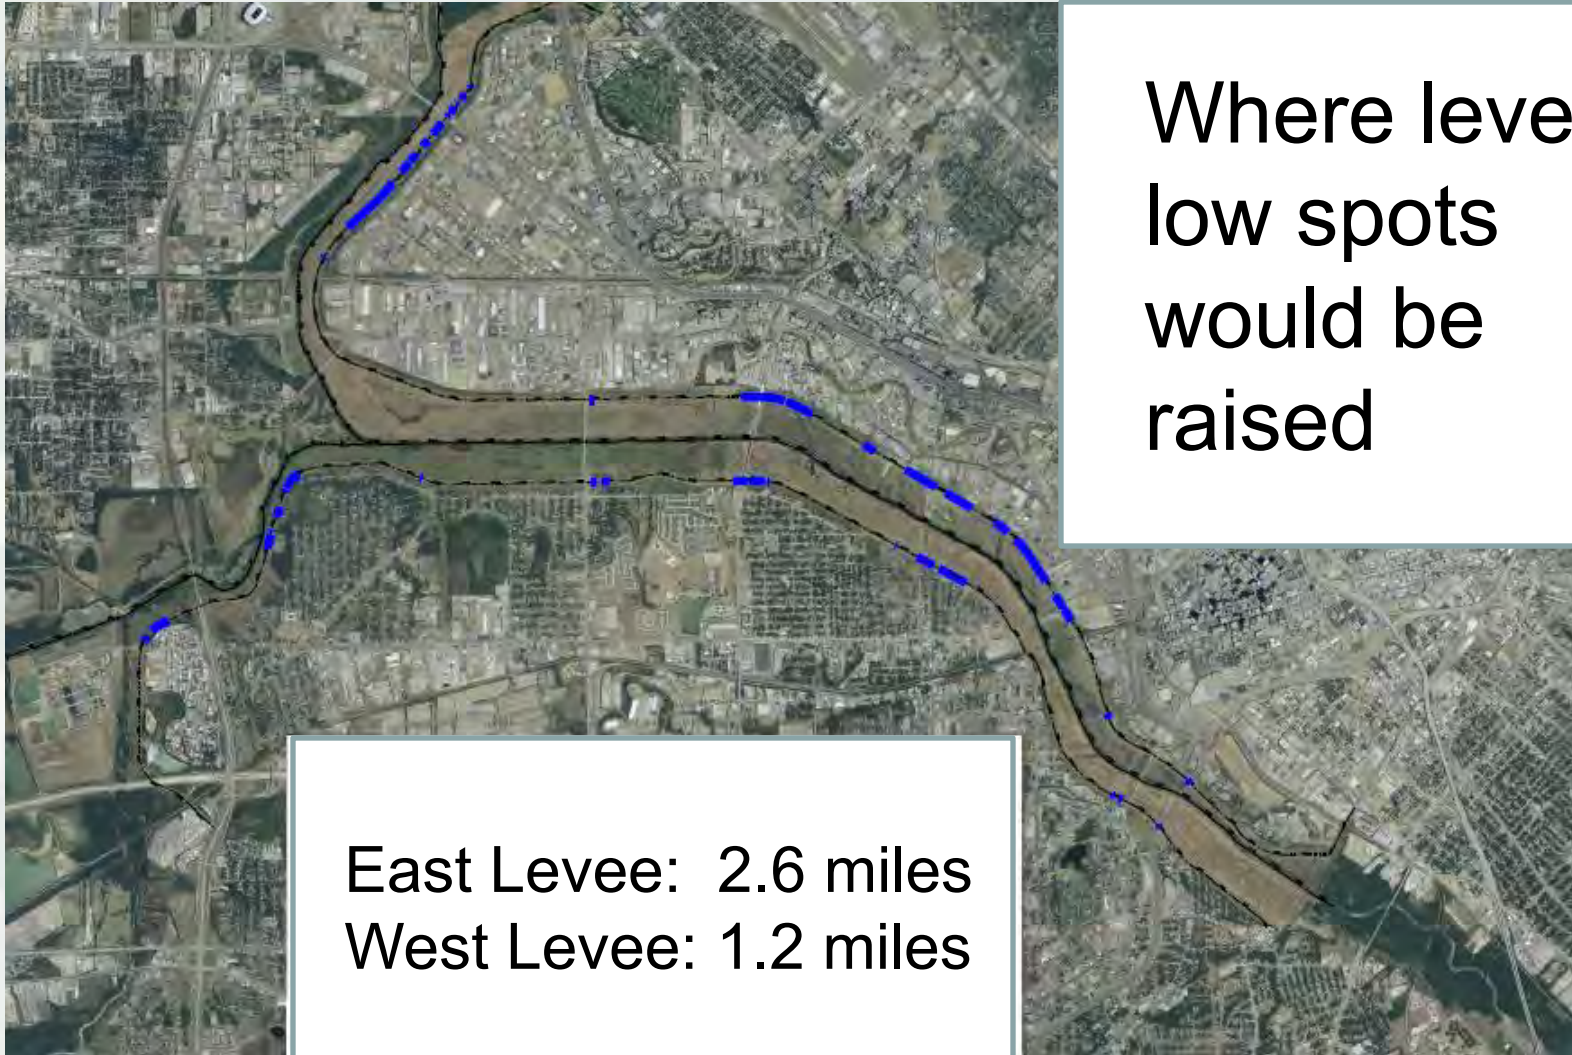 Where leve
low spots
would be
raised
East Levee: 2.6 miles
West Levee: 1.2 miles